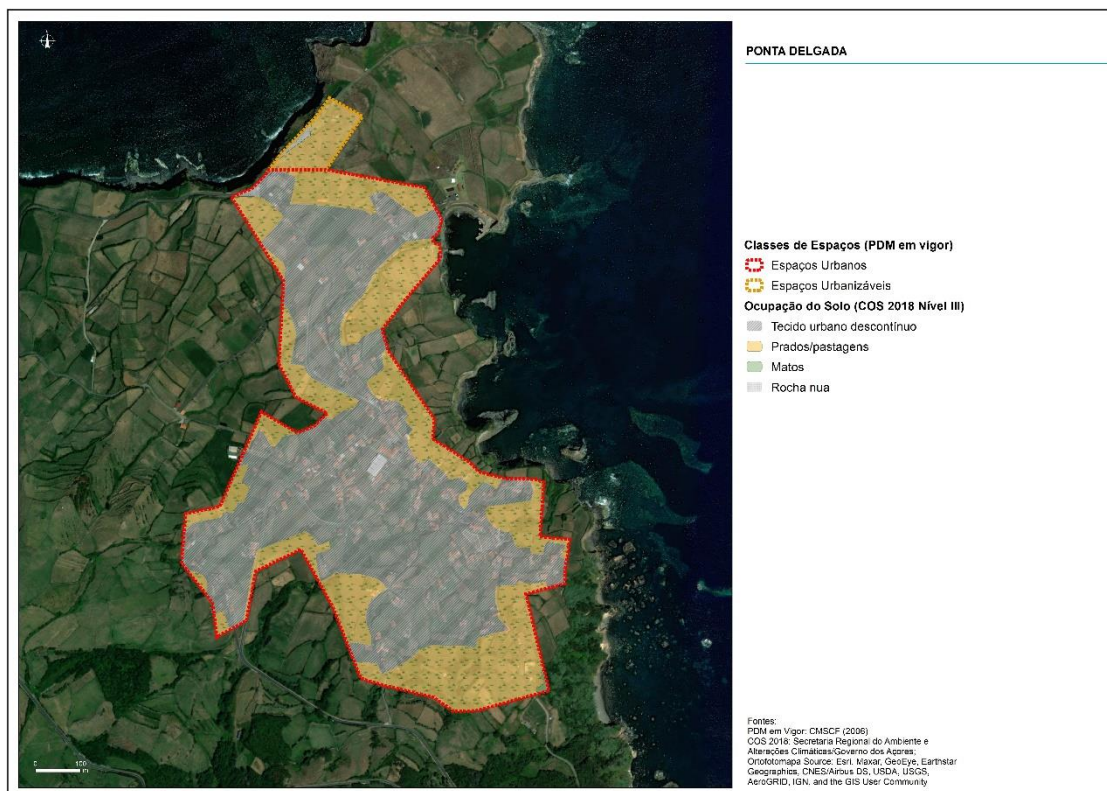 PONTA DELGADA
Classes de Espaços (PDM em vigor)
Espaços Urbanos
Espaços Urbanizáveis
Ocupação do Solo (COS 2018 Nível III)
Tecido urbano descontínuo
Prados/pastagens
Matos
Rocha nua
0 100
m
Fontes:
PDM em Vigor: CMSCF (2006)
COS 2018: Secretaria Regional do Ambiente e
Alterações Climáticas/Governo dos Açores;
Ortofotomapa Source: Esri, Maxar, GeoEye, Earthstar
Geographics, CNES/Airbus DS, USDA, USGS,
AeroGRID, IGN, and the GIS User Community